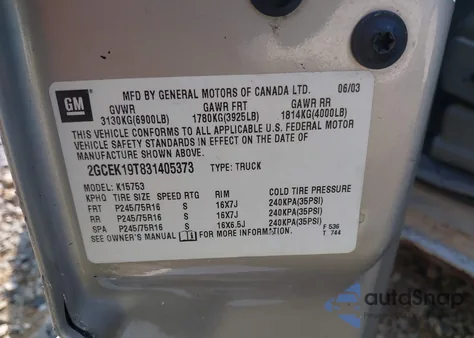 GM
MFD BY GENERAL MOTORS OF CANADA LTD. 06/03
GVWR GAWR FRT GAWR RR
3130KG(6900LB) 1780KG(3925LB) 1814KG(4000LB)
THIS VEHICLE CONFORMS TO ALL APPLICABLE U.S. FEDERAL MOTOR
VEHICLE SAFETY STANDARDS IN EFFECT ON THE DATE OF
MANUFACTURE SHOWN ABOVE.
2GCEK19T831405373 TYPE: TRUCK
MODEL: K15753
KPHQ TIRE SIZE SPEED RTG RIM COLD TIRE PRESSURE
FRT P245/75R16 S 16X7J 240KPA(35PSI)
RR P245/75R16 S 16X7J 240KPA(35PSI)
SPA P245/75R16 S 16X6.5J 240KPA(35PSI)
SEE OWNER'S MANUAL FOR MORE INFORMATION.
F 536
T 744
autoSnap
Powered by AutoBidMaster